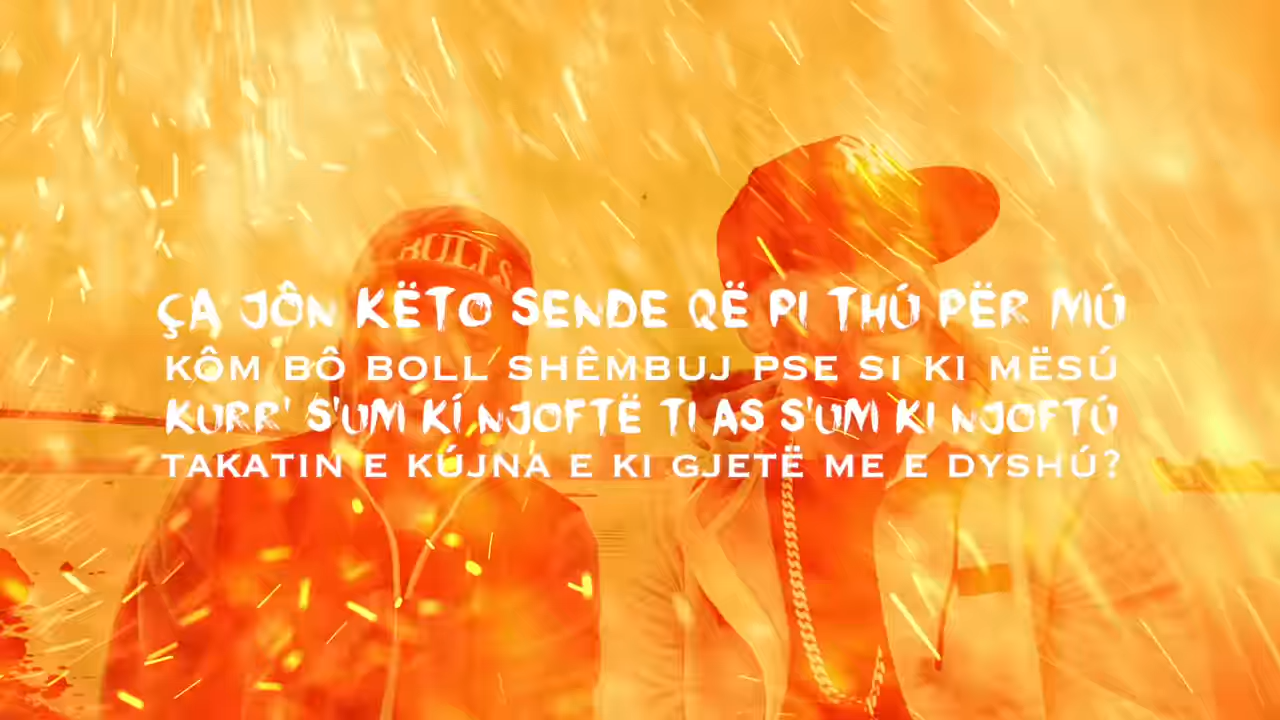 BULLS
ÇA JÔN KËTO SENDE QË PI THÚ PËR MÚ
KÔM BÔ BOLL SHÊMBUJ PSE SI KI MËSÚ
KURR' S'UM KÍ NJOFTË TI AS S'UM KI NJOFTÚ
TAKATIN E KÚJNA E KI GJETË ME E DYSHÚ?